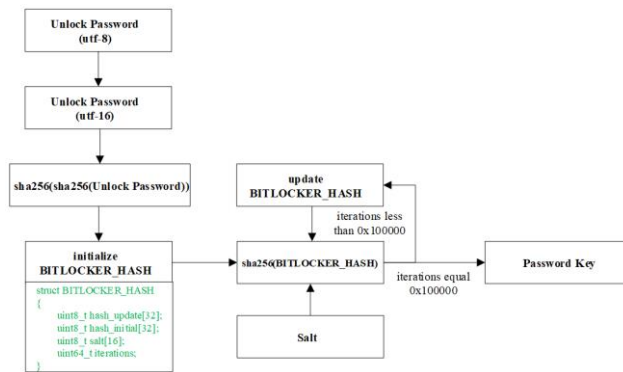 Unlock Password
(utf-8)
Unlock Password
(utf-16)
sha256(sha256(Unlock Password))
update
BITLOCKER_HASH
iterations less
than 0x100000
initialize
BITLOCKER_HASH
sha256(BITLOCKER_HASH)
iterations equal
0x100000
Password Key
struct BITLOCKER_HASH
{
uint8_t hash_update[32];
uint8_t hash_initial[32];
uint8_t salt[16];
uint64_t iterations;
}
Salt